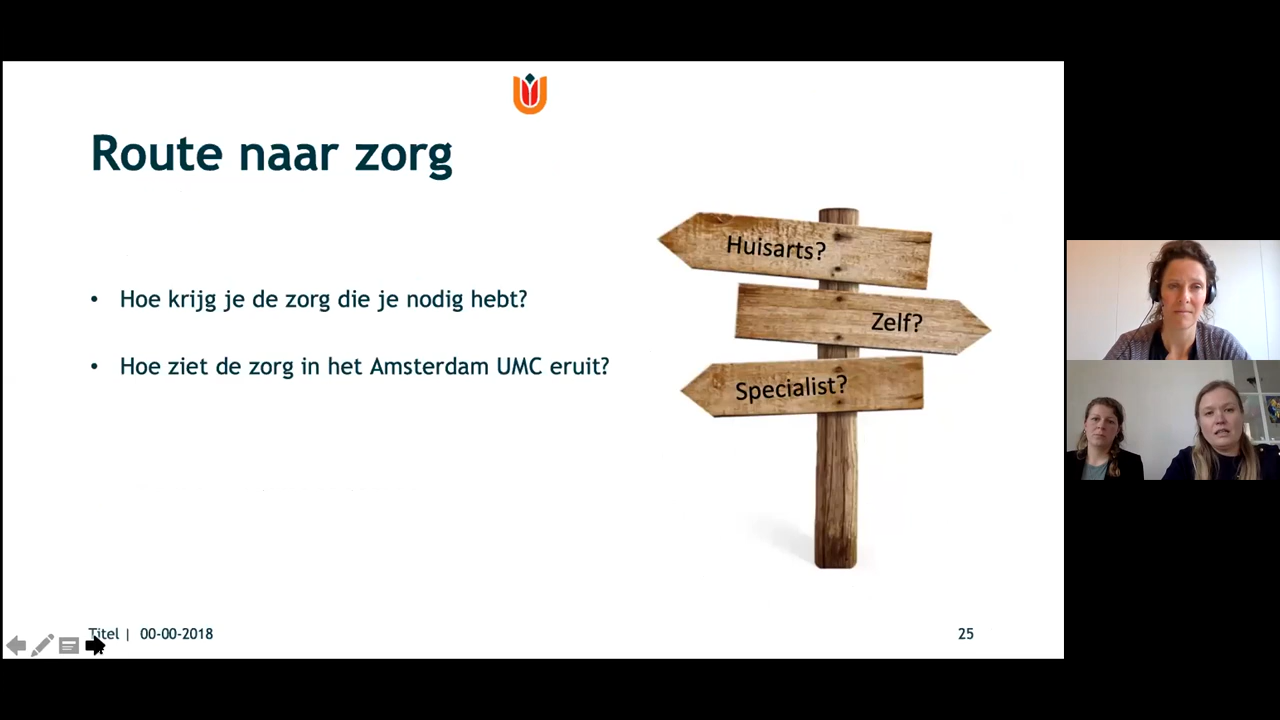 Route naar zorg
• Hoe krijg je de zorg die je nodig hebt?
• Hoe ziet de zorg in het Amsterdam UMC eruit?
Huisarts?
Zelf?
Specialist?
Titel | 00-00-2018
25